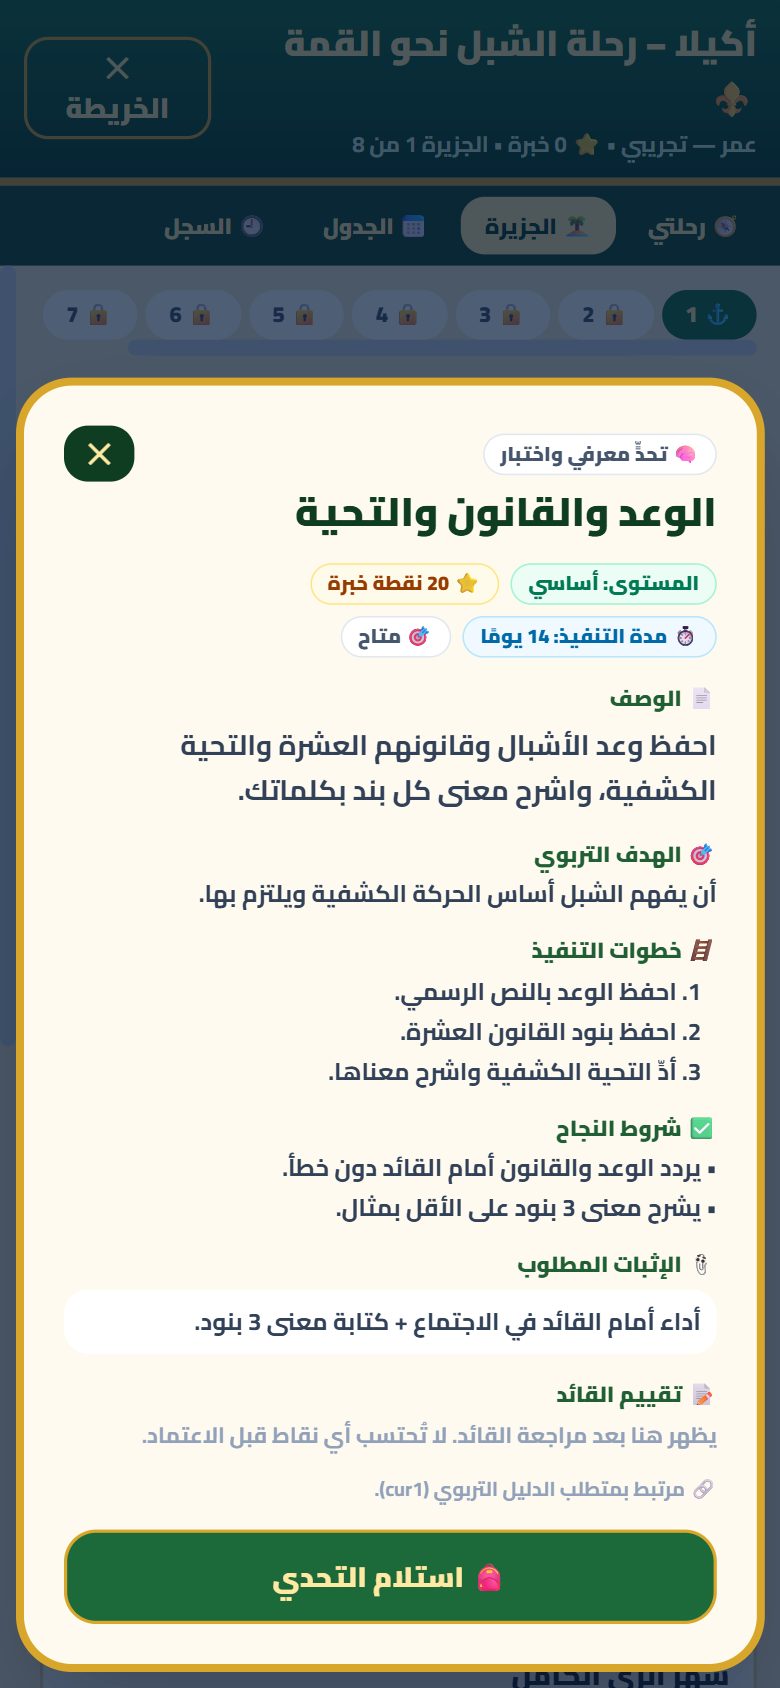 أكيلا – رحلة الشبل نحو القمة ⚜️
عمر — تجريبي • ⭐ 0 خبرة • الجزيرة 1 من 8
✕ الخريطة
🧭 رحلتي
🏝️ الجزيرة
📅 الجدول
🕘 السجل
⚓ 1
🔒 2
🔒 3
🔒 4
🔒 5
🔒 6
🔒 7
🧠 تحدٍّ معرفي واختبار
✕
الوعد والقانون والتحية
المستوى: أساسي
⭐ 20 نقطة خبرة
⏱️ مدة التنفيذ: 14 يومًا
🎯 متاح
📄 الوصف
احفظ وعد الأشبال وقانونهم العشرة والتحية
الكشفية، واشرح معنى كل بند بكلماتك.
🎯 الهدف التربوي
أن يفهم الشبل أساس الحركة الكشفية ويلتزم بها.
🪜 خطوات التنفيذ
1. احفظ الوعد بالنص الرسمي.
2. احفظ بنود القانون العشرة.
3. أدِّ التحية الكشفية واشرح معناها.
✅ شروط النجاح
• يردد الوعد والقانون أمام القائد دون خطأ.
• يشرح معنى 3 بنود على الأقل بمثال.
🖇️ الإثبات المطلوب
أداء أمام القائد في الاجتماع + كتابة معنى 3 بنود.
📝 تقييم القائد
يظهر هنا بعد مراجعة القائد. لا تُحتسب أي نقاط قبل الاعتماد.
🔗 مرتبط بمتطلب الدليل التربوي (cur1).
🎒 استلام التحدي